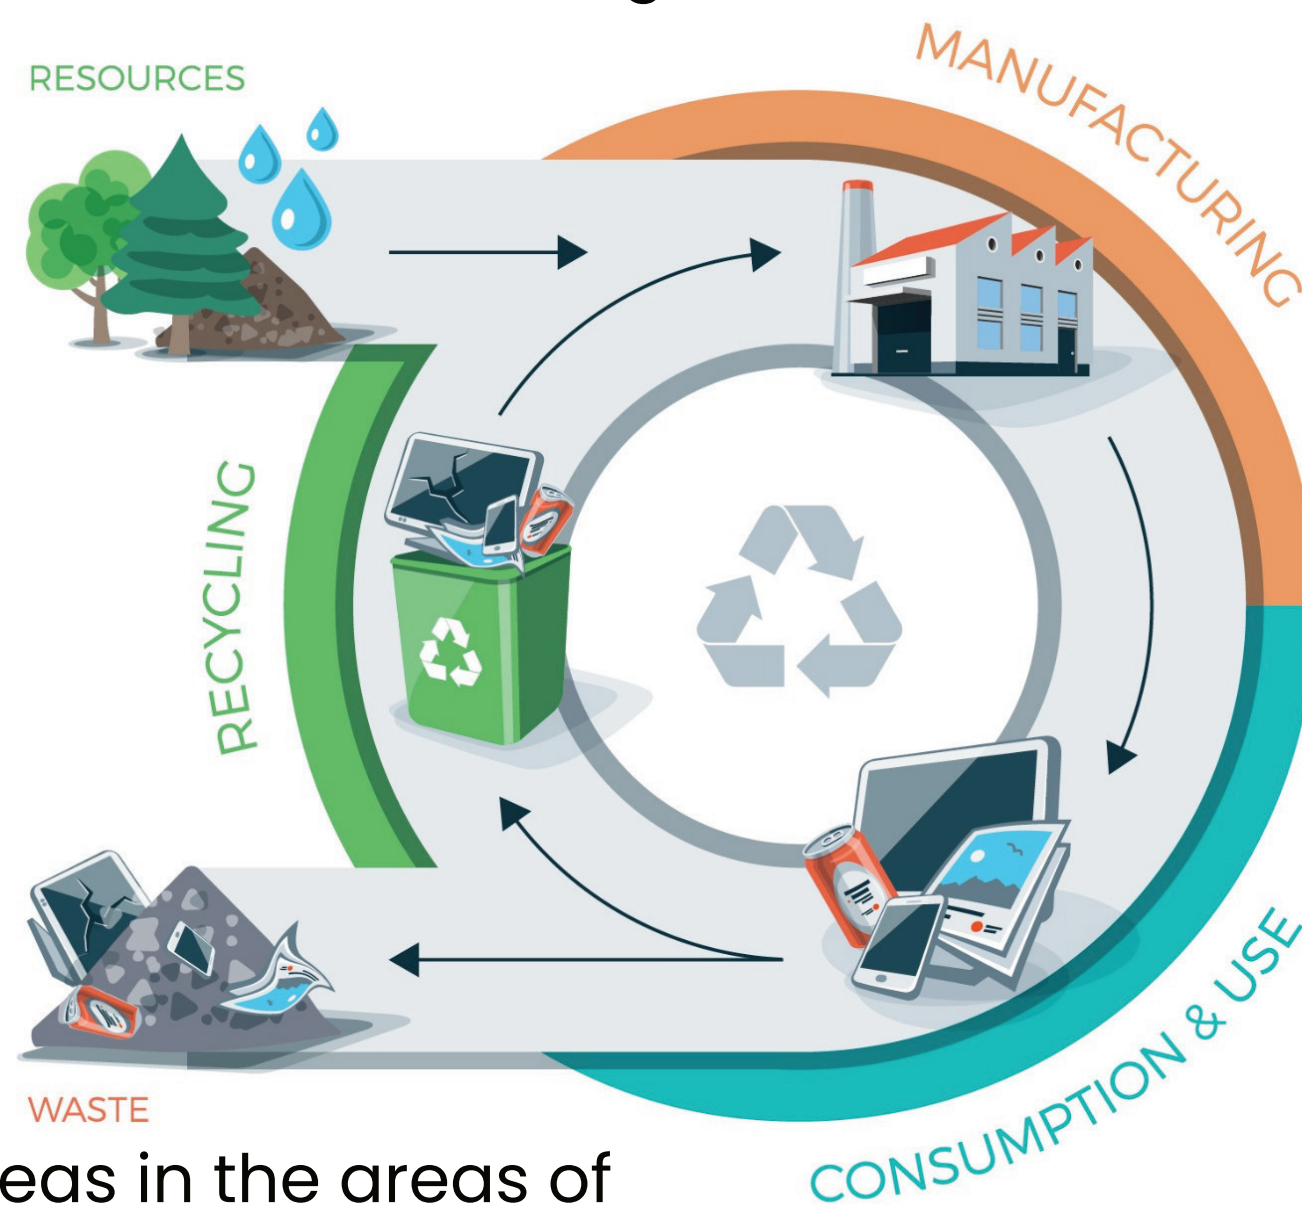 RESOURCES
MANUFACTURING
RECYCLING
CONSUMPTION & USE
WASTE
eas in the areas of